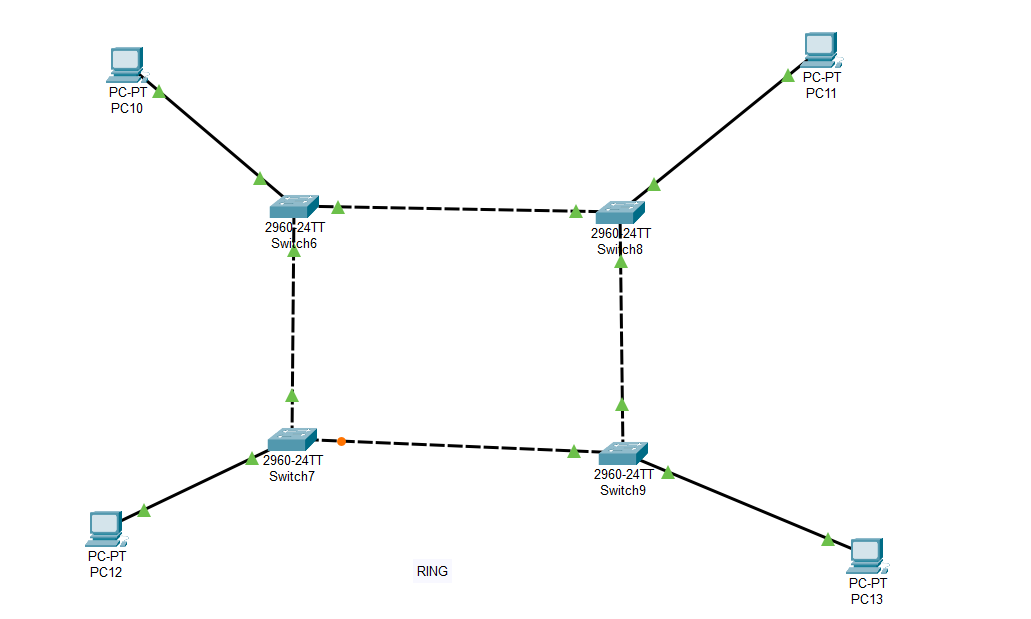 PC-PT
PC10
PC-PT
PC11
2960-24TT
Switch6
2960-24TT
Switch8
2960-24TT
Switch7
2960-24TT
Switch9
PC-PT
PC12
RING
PC-PT
PC13